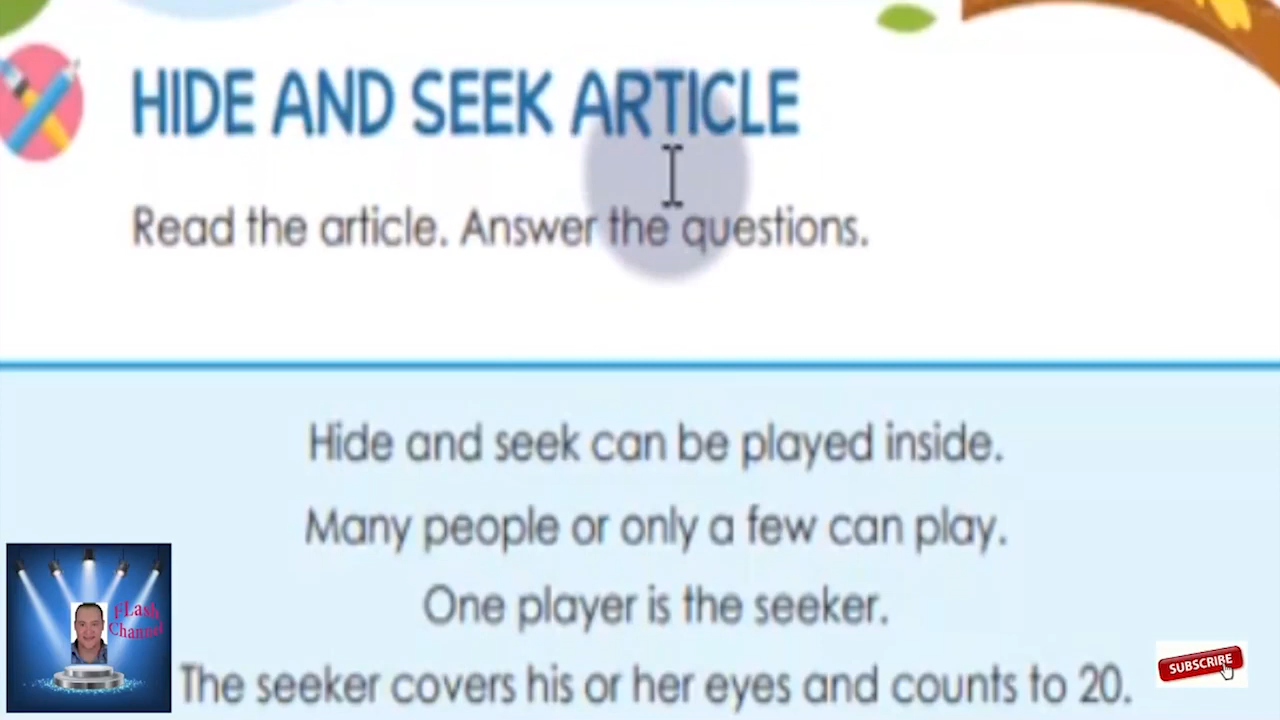 HIDE AND SEEK ARTICLE
Read the article. Answer the questions.
Hide and seek can be played inside.
Many people or only a few can play.
One player is the seeker.
The seeker covers his or her eyes and counts to 20.
FLash
Channel
SUBSCRIBE